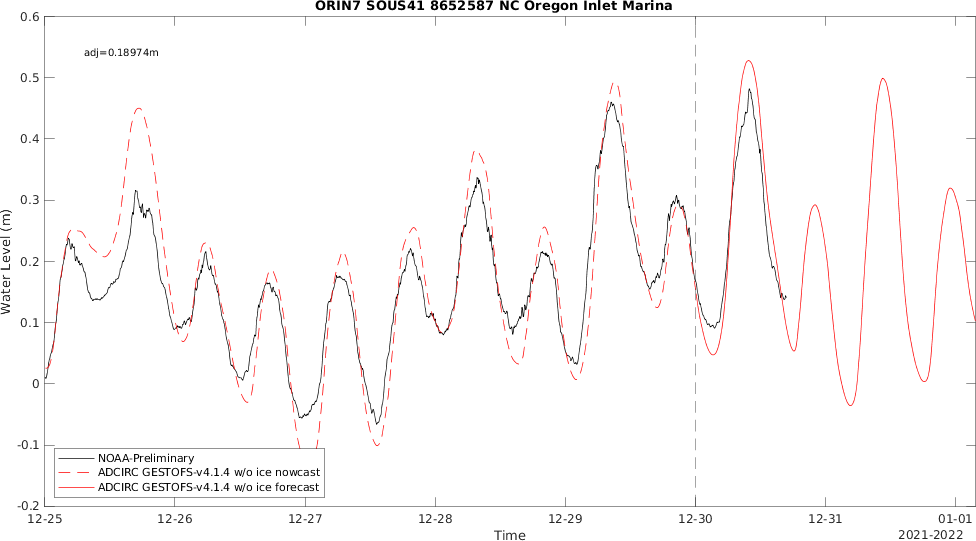 ORIN7 SOUS41 8652587 NC Oregon Inlet Marina
0.6
adj=0.18974m
0.5
0.4
0.3
0.2
0.1
0
-0.1
-0.2
Water Level (m)
NOAA-Preliminary
ADCIRC GESTOFS-v4.1.4 w/o ice nowcast
ADCIRC GESTOFS-v4.1.4 w/o ice forecast
12-25 12-26 12-27 12-28 12-29 12-30 12-31 01-01
Time
2021-2022